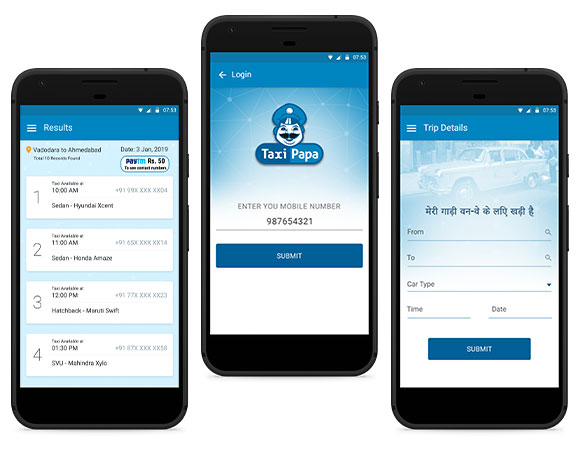 07:53
Results
Vadodara to Ahmedabad
Date: 3 Jan, 2019
Total 10 Records Found
paytm Rs. 50
To see contact numbers
1
Taxi Available at
10:00 AM
+91 99X XXX XX04
Sedan - Hyundai Xcent
2
Taxi Available at
11:00 AM
+91 65X XXX XX14
Sedan - Honda Amaze
3
Taxi Available at
12:00 PM
+91 77X XXX XX23
Hatchback - Maruti Swift
4
Taxi Available at
01:30 PM
+91 87X XXX XX58
SVU - Mahindra Xylo
07:53
Login
Taxi Papa
ENTER YOU MOBILE NUMBER
987654321
SUBMIT
07:53
Trip Details
मेरी गाड़ी वन-वे के लिए खड़ी है
From
To
Car Type
Time
Date
SUBMIT